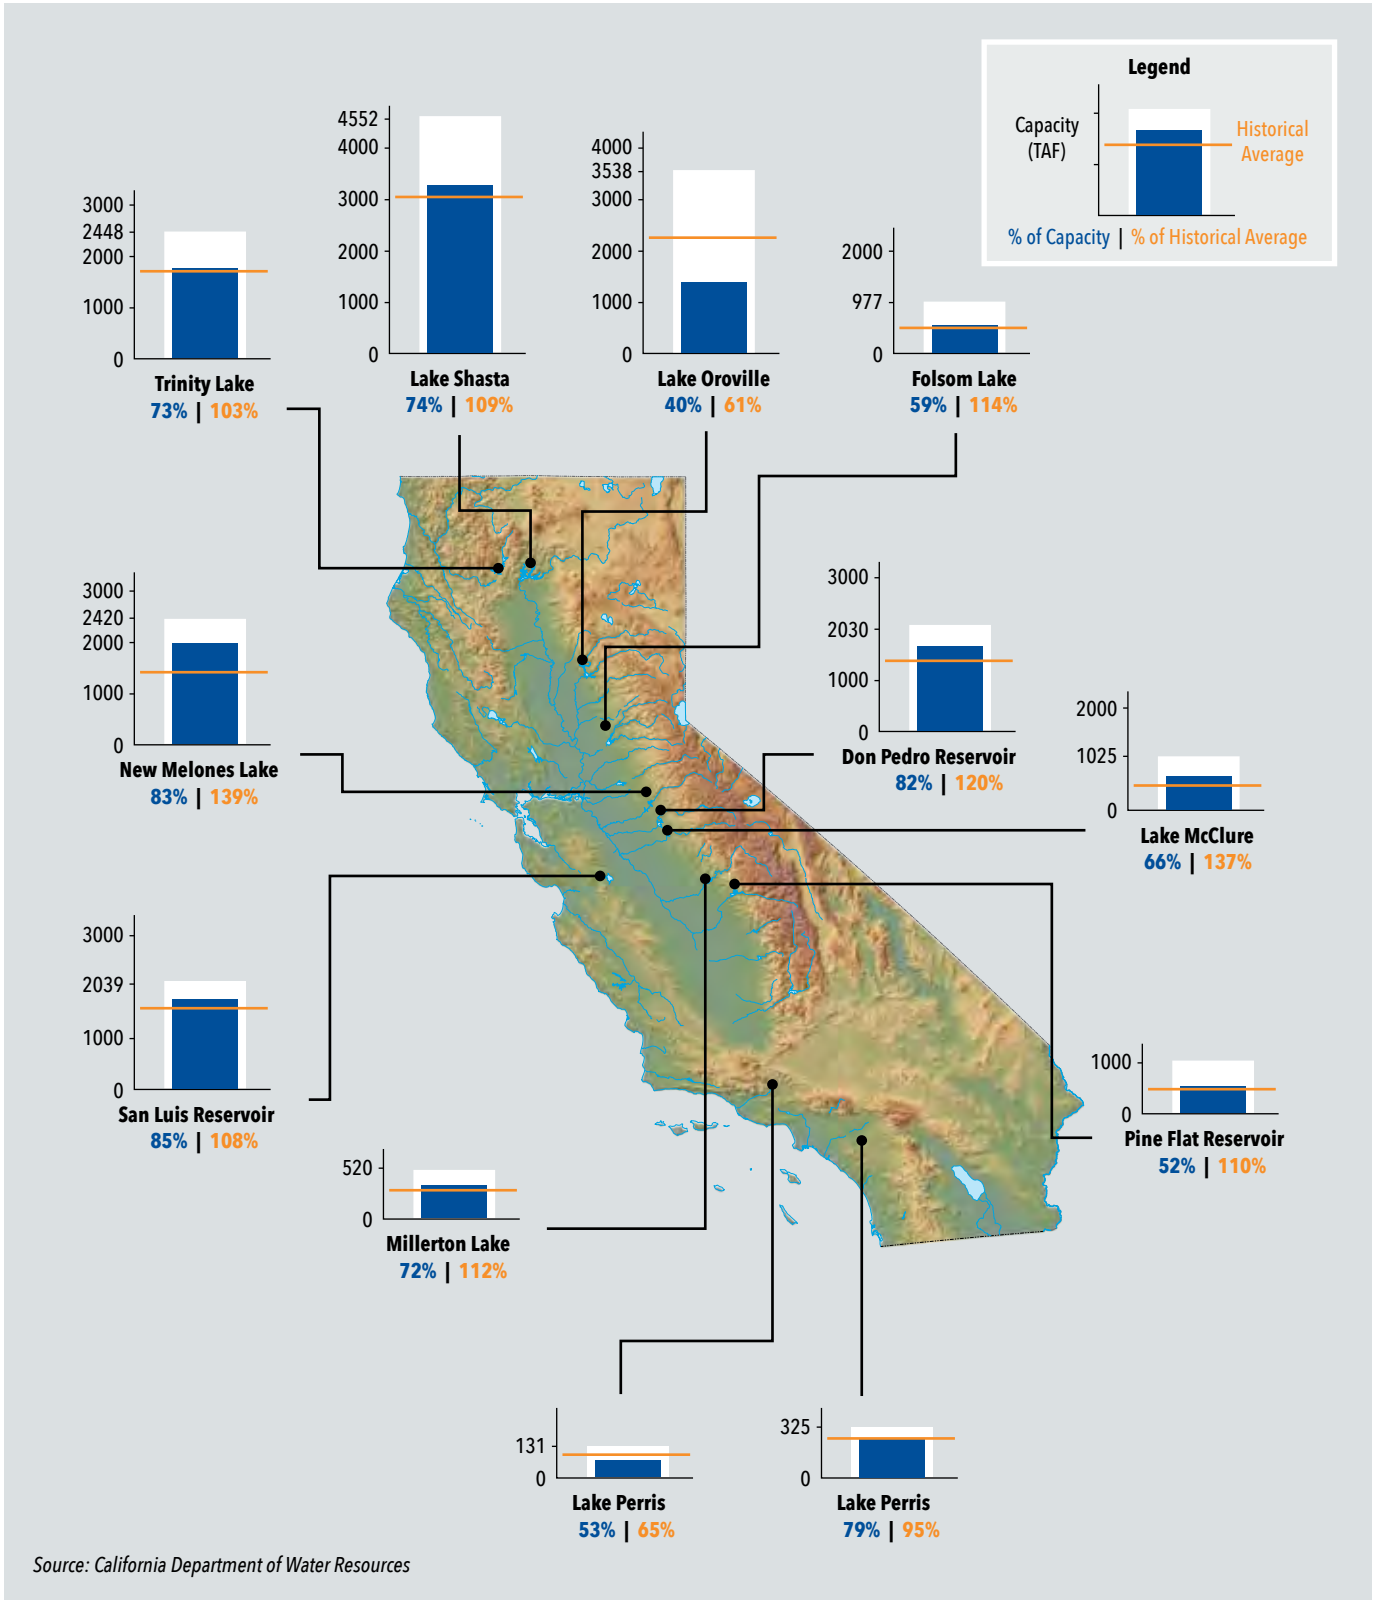 Legend
Capacity
(TAF)
Historical
Average
% of Capacity | % of Historical Average
4552
4000
3000
2000
1000
0
Lake Shasta
74% | 109%
4000
3538
3000
2000
1000
0
Lake Oroville
40% | 61%
3000
2448
2000
1000
0
Trinity Lake
73% | 103%
2000
977
0
Folsom Lake
59% | 114%
3000
2420
2000
1000
0
New Melones Lake
83% | 139%
3000
2030
1000
0
Don Pedro Reservoir
82% | 120%
2000
1025
0
Lake McClure
66% | 137%
3000
2039
1000
0
San Luis Reservoir
85% | 108%
1000
0
Pine Flat Reservoir
52% | 110%
520
0
Millerton Lake
72% | 112%
131
0
Lake Perris
53% | 65%
325
0
Lake Perris
79% | 95%
Source: California Department of Water Resources